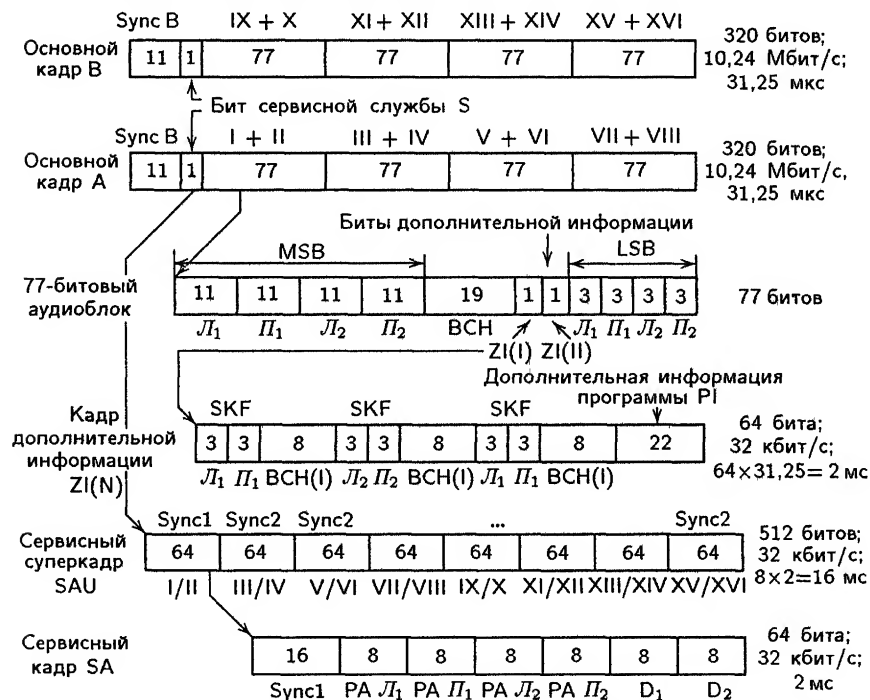 Sync B IX + X XI + XII XIII + XIV XV + XVI
Основной кадр B
11 1 77 77 77 77
320 битов;
10,24 Мбит/с;
31,25 мкс
Бит сервисной службы S
Sync B I + II III + IV V + VI VII + VIII
Основной кадр A
11 1 77 77 77 77
320 битов;
10,24 Мбит/с,
31,25 мкс
Биты дополнительной информации
MSB LSB
77-битовый
аудиоблок
11 11 11 11 19 1 1 3 3 3 3
77 битов
Л1 П1 Л2 П2 BCH Л1 П1 Л2 П2
ZI(I) ZI(II)
Дополнительная информация
программы PI
SKF SKF SKF
Кадр
дополнительной
информации
ZI(N)
3 3 8 3 3 8 3 3 8 22
64 бита;
32 кбит/с;
64×31,25= 2 мс
Л1 П1 BCH(I) Л2 П2 BCH(I) Л1 П1 BCH(I)
Sync1 Sync2 Sync2 ... Sync2
Сервисный
суперкадр
SAU
64 64 64 64 64 64 64 64
512 битов;
32 кбит/с;
8×2=16 мс
I/II III/IV V/VI VII/VIII IX/X XI/XII XIII/XIV XV/XVI
Сервисный
кадр SA
16 8 8 8 8 8 8
64 бита;
32 кбит/с;
2 мс
Sync1 PA Л1 PA П1 PA Л2 PA П2 D1 D2